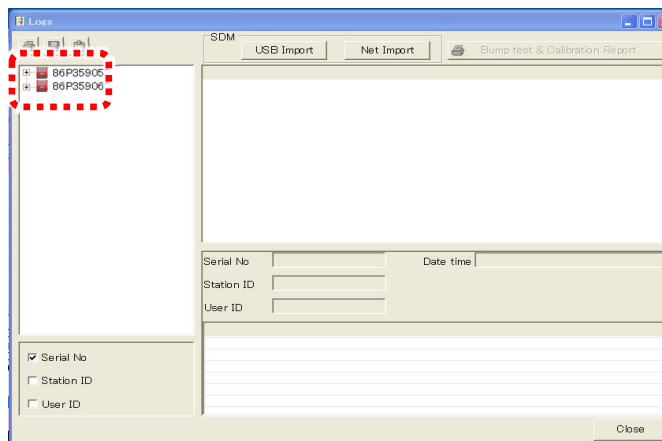 Logs
SDM
USB Import
Net Import
Bump test & Calibration Report
86P35905
86P35906
Serial No
Date time
Station ID
User ID
Serial No
Station ID
User ID
Close